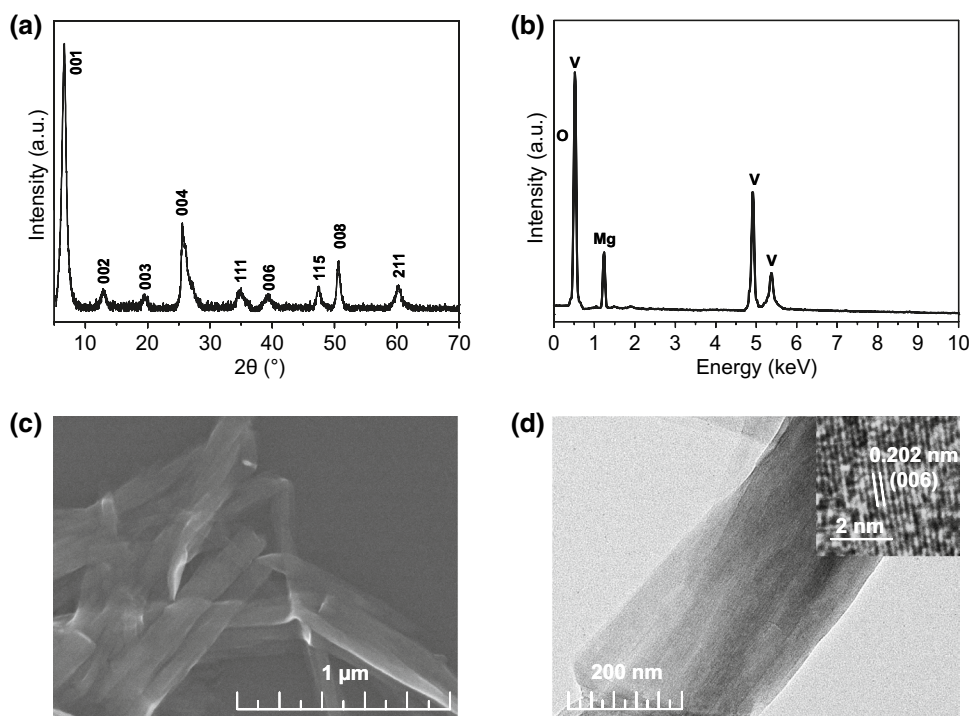 (a)
Intensity (a.u.)
001
002
003
004
111
006
115
008
211
10 20 30 40 50 60 70
2θ (°)
(b)
Intensity (a.u.)
V
O
Mg
V
V
0 1 2 3 4 5 6 7 8 9 10
Energy (keV)
(c)
1 µm
(d)
0.202 nm
(006)
2 nm
200 nm